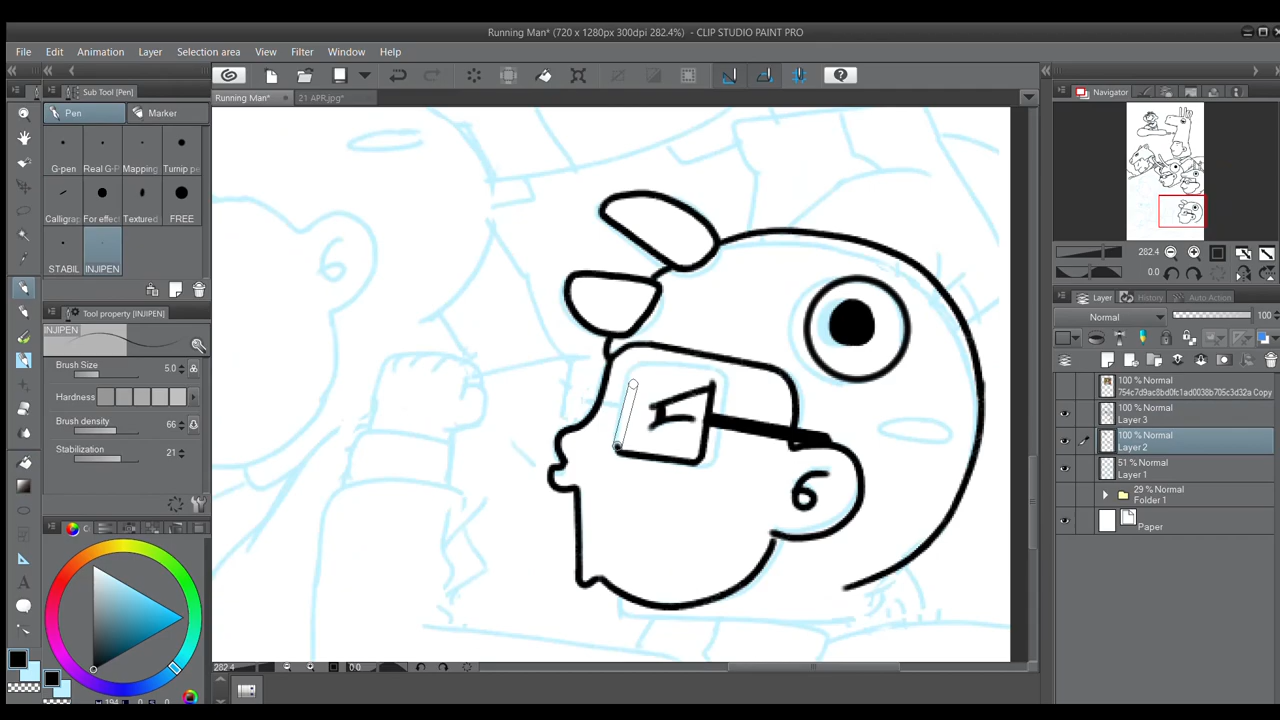 Running Man* (720 x 1280px 300dpi 282.4%) - CLIP STUDIO PAINT PRO
File Edit Animation Layer Selection area View Filter Window Help
Sub Tool [Pen]
Running Man* 21 APR.jpg*
Navigator
Pen Marker
G-pen Real G-P Mapping Turnip pe
Calligrap For effect Textured FREE
STABIL INJIPEN
282.4
0.0
Tool property [INJIPEN]
INJIPEN
Brush Size 5.0
Hardness
Brush density 66
Stabilization 21
Layer History Auto Action
Normal 100
100 % Normal
754c7d9ac8bd0fc1ad0038b705c3d32a Copy
100 % Normal
Layer 3
100 % Normal
Layer 2
51 % Normal
Layer 1
29 % Normal
Folder 1
Paper
282.4 0.0